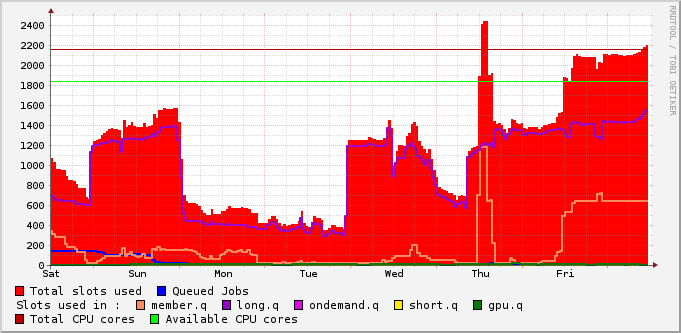 2400
2200
2000
1800
1600
1400
1200
1000
800
600
400
200
0
Sat Sun Mon Tue Wed Thu Fri
RRDTOOL / TOBI OETIKER
Total slots used Queued Jobs
Slots used in : member.q long.q ondemand.q short.q gpu.q
Total CPU cores Available CPU cores